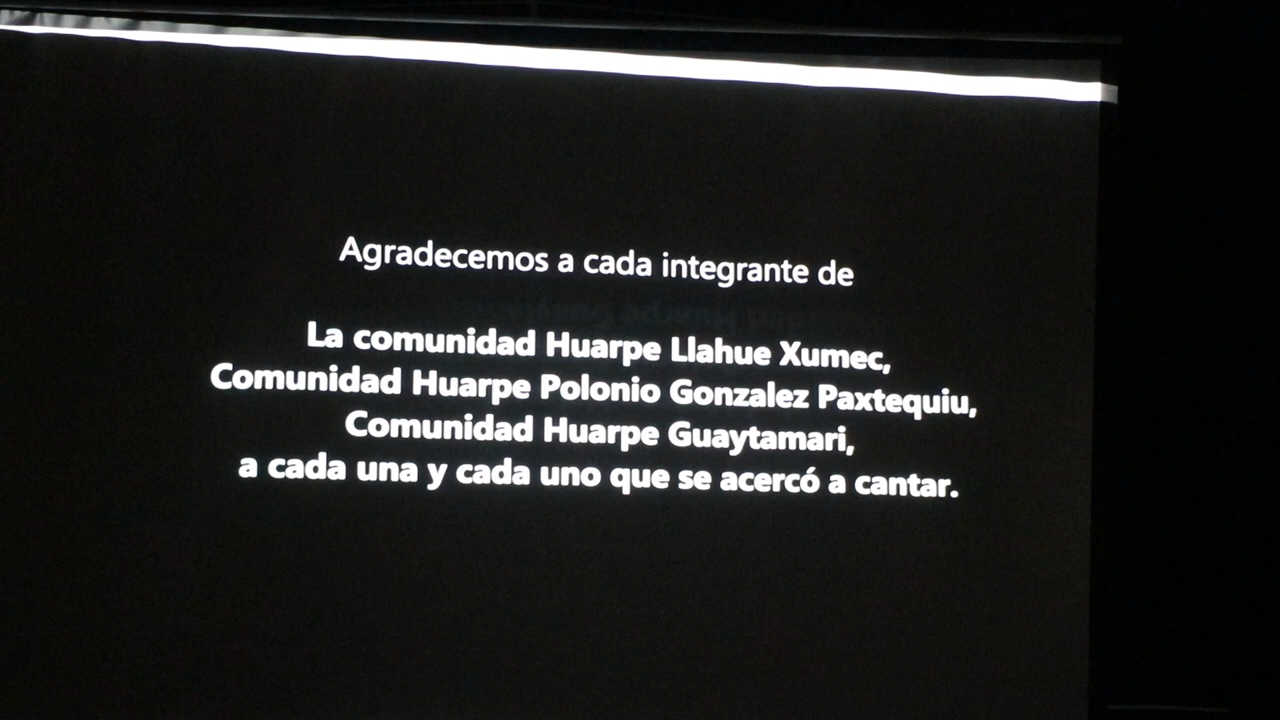 Agradecemos a cada integrante de
La comunidad Huarpe Llahue Xumec,
Comunidad Huarpe Polonio Gonzalez Paxtequiu,
Comunidad Huarpe Guaytamari,
a cada una y cada uno que se acercó a cantar.